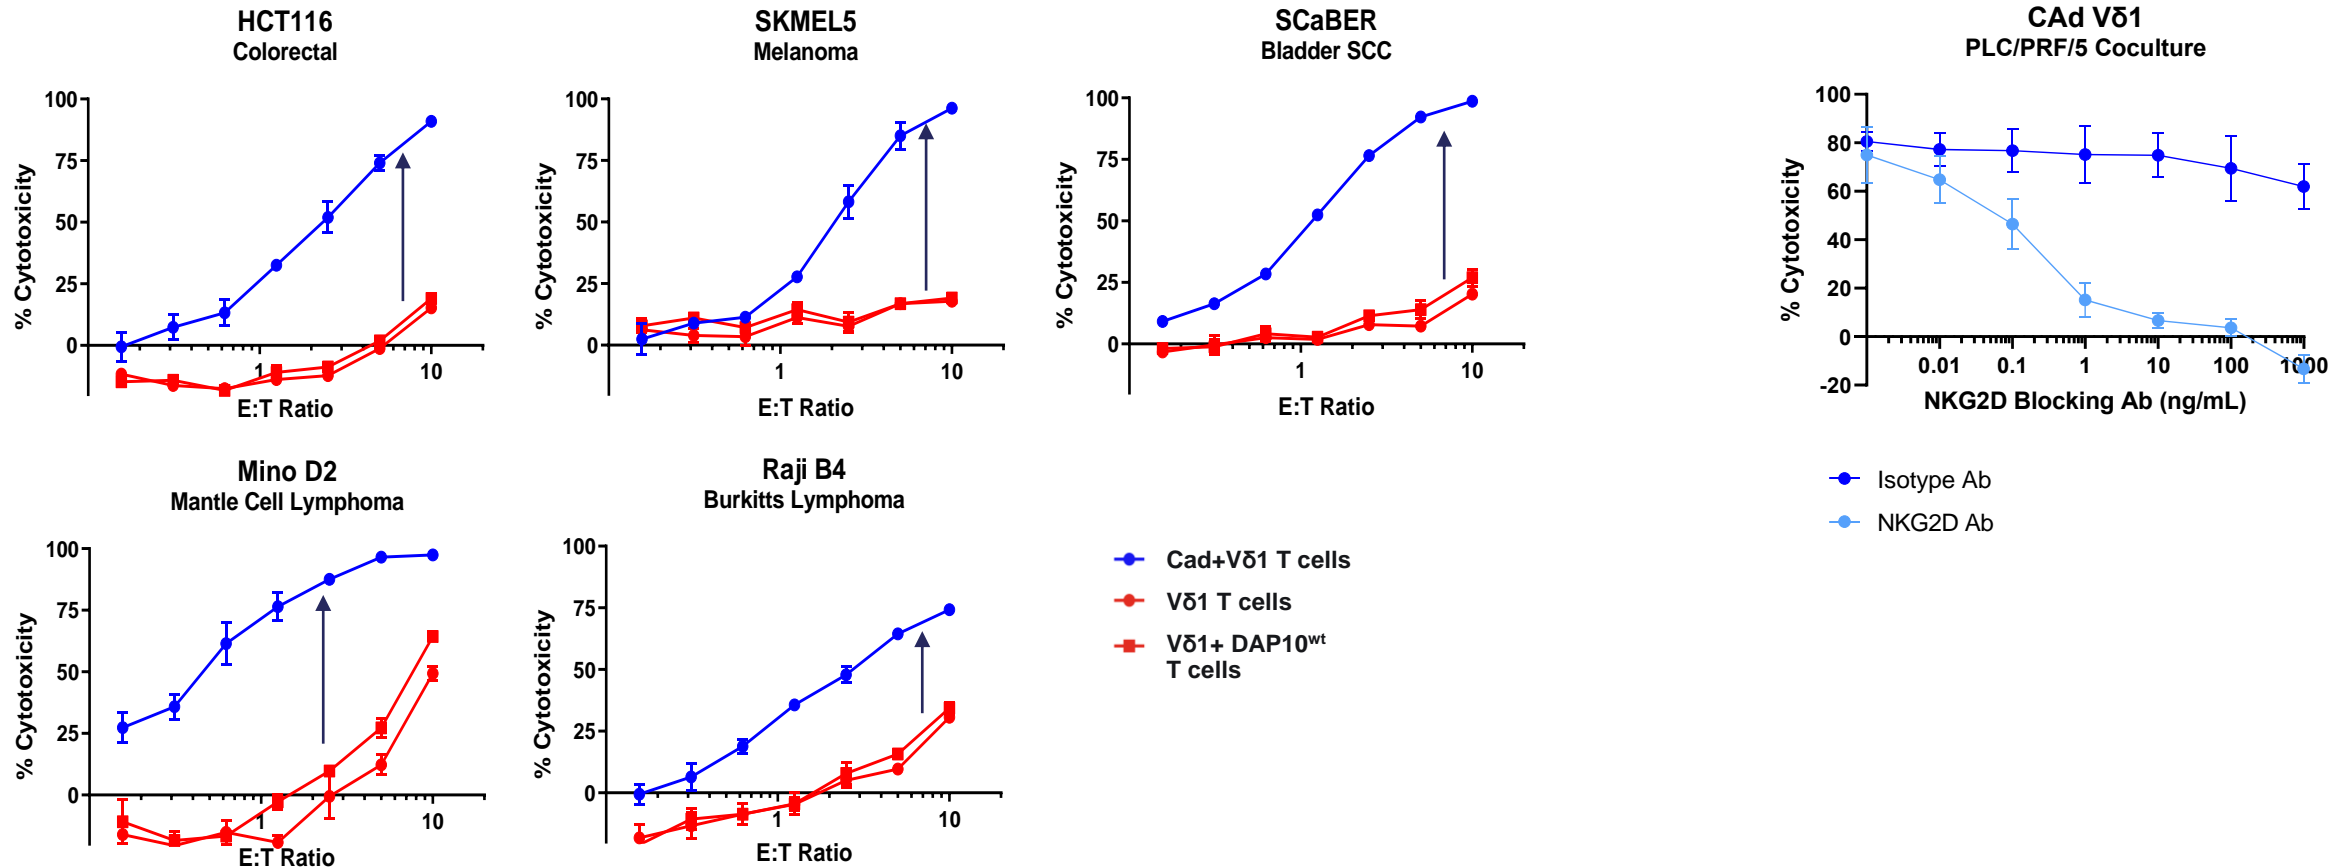 HCT116
Colorectal
100
75
50
25
0
% Cytotoxicity
1
10
E:T Ratio
SKMEL5
Melanoma
100
75
50
25
0
% Cytotoxicity
1
10
E:T Ratio
SCaBER
Bladder SCC
100
75
50
25
0
% Cytotoxicity
1
10
E:T Ratio
CAd Vδ1
PLC/PRF/5 Coculture
100
80
60
40
20
0
-20
% Cytotoxicity
0.01
0.1
1
10
100
1000
NKG2D Blocking Ab (ng/mL)
Isotype Ab
NKG2D Ab
Mino D2
Mantle Cell Lymphoma
100
75
50
25
0
% Cytotoxicity
1
10
E:T Ratio
Raji B4
Burkitts Lymphoma
100
75
50
25
0
% Cytotoxicity
1
10
E:T Ratio
Cad+Vδ1 T cells
Vδ1 T cells
Vδ1+ DAP10ʷᵗ
T cells